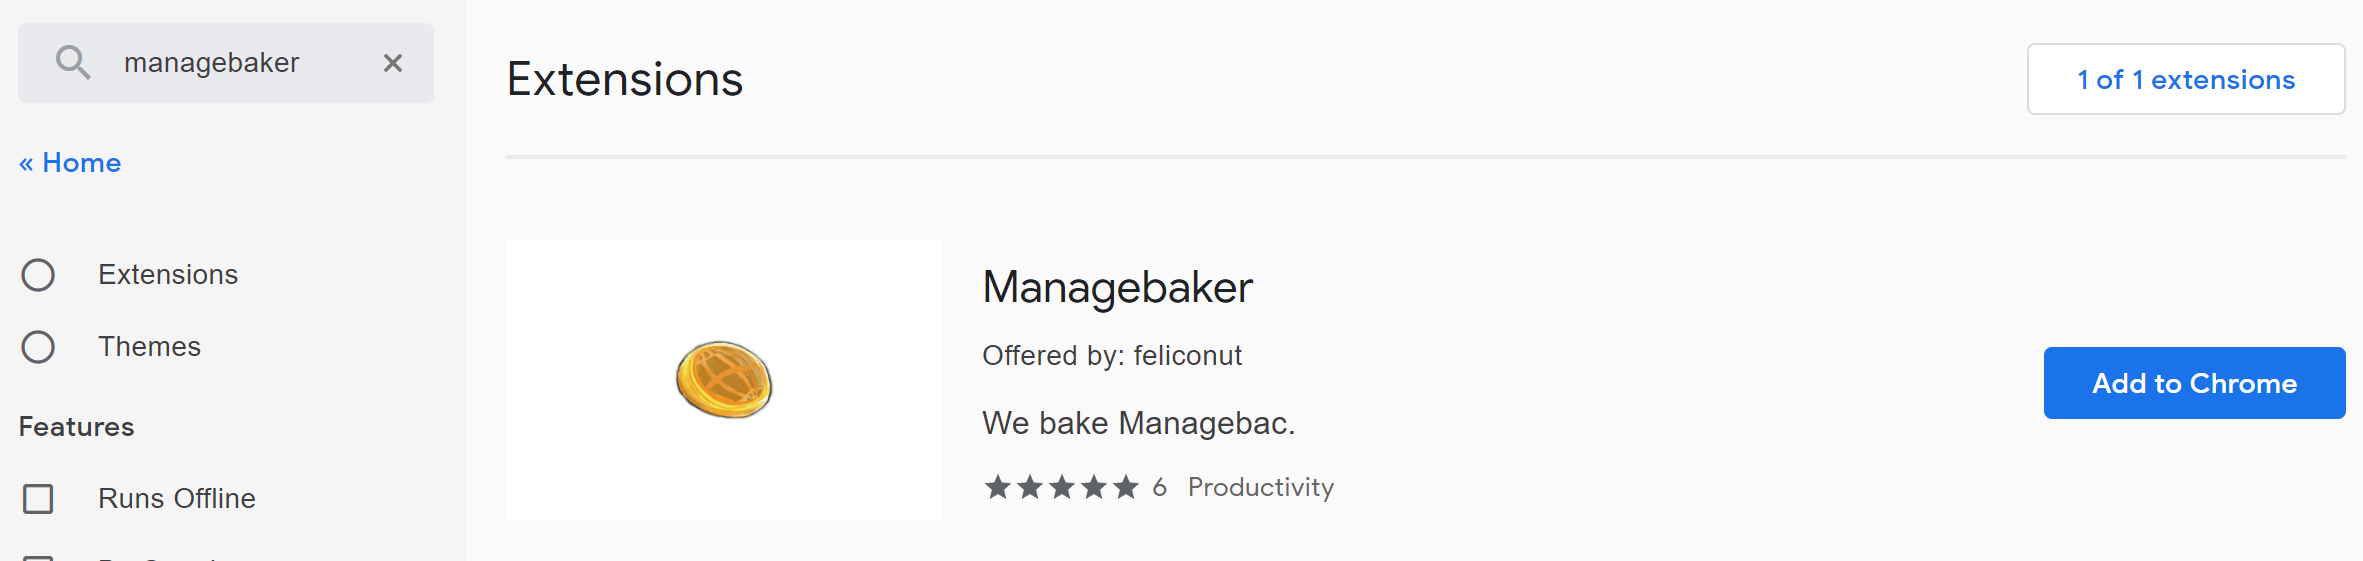 managebaker ×
« Home
Extensions
Themes
Features
Runs Offline
Extensions
1 of 1 extensions
Managebaker
Offered by: feliconut
We bake Managebac.
6 Productivity
Add to Chrome